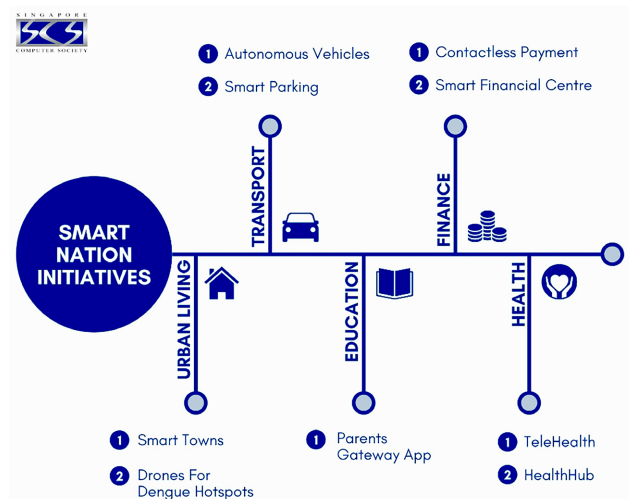 SINGAPORE
SCS
COMPUTER SOCIETY
1 Autonomous Vehicles
2 Smart Parking
1 Contactless Payment
2 Smart Financial Centre
TRANSPORT
FINANCE
SMART
NATION
INITIATIVES
URBAN LIVING
EDUCATION
HEALTH
1 Smart Towns
2 Drones For
Dengue Hotspots
1 Parents
Gateway App
1 TeleHealth
2 HealthHub